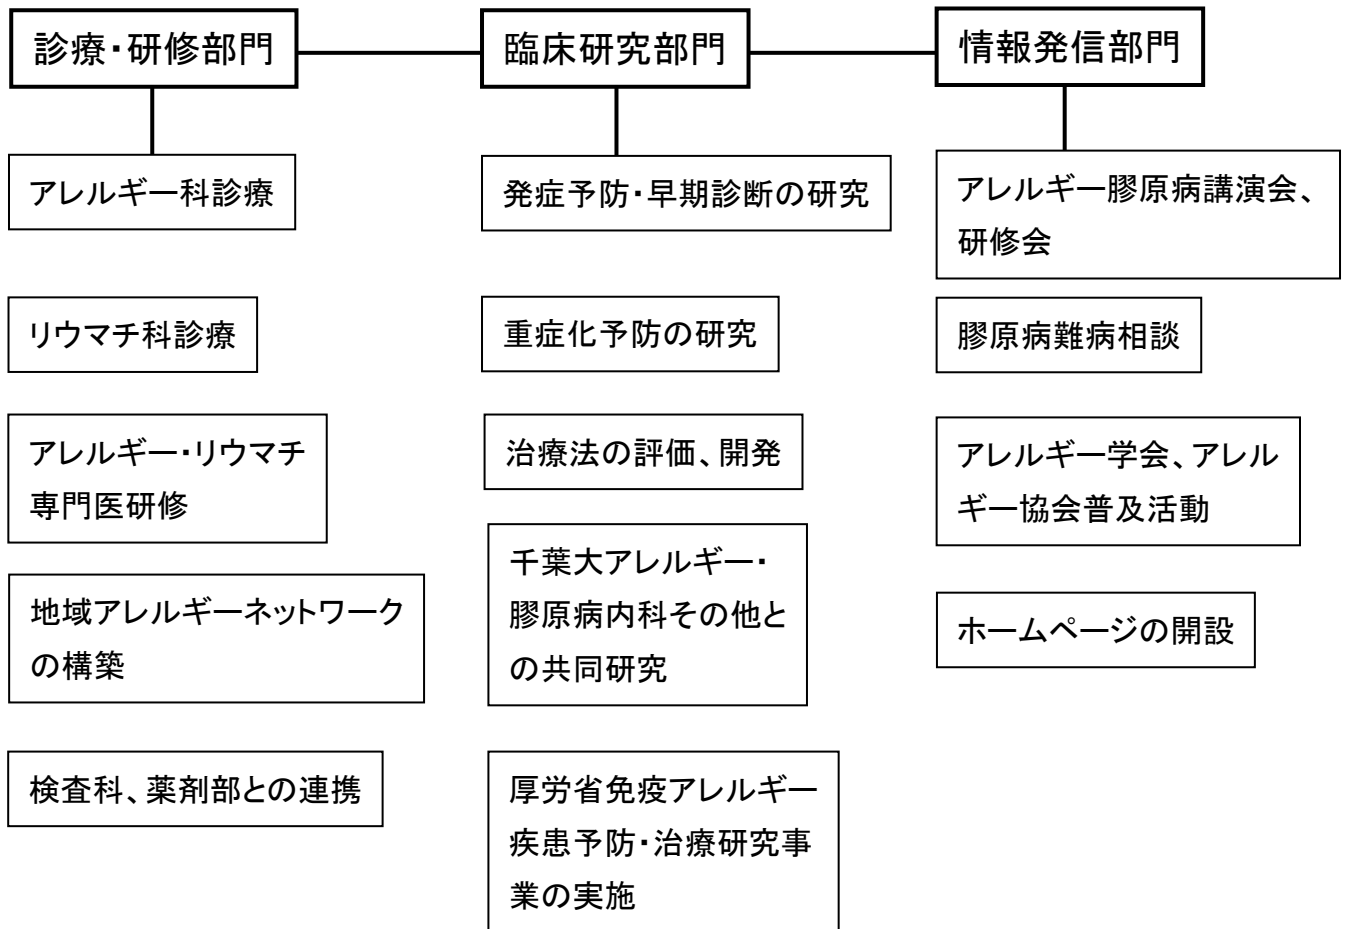 診療・研修部門
臨床研究部門
情報発信部門
アレルギー科診療
リウマチ科診療
アレルギー・リウマチ
専門医研修
地域アレルギーネットワーク
の構築
検査科、薬剤部との連携
発症予防・早期診断の研究
重症化予防の研究
治療法の評価、開発
千葉大アレルギー・
膠原病内科その他と
の共同研究
厚労省免疫アレルギー
疾患予防・治療研究事
業の実施
アレルギー膠原病講演会、
研修会
膠原病難病相談
アレルギー学会、アレル
ギー協会普及活動
ホームページの開設